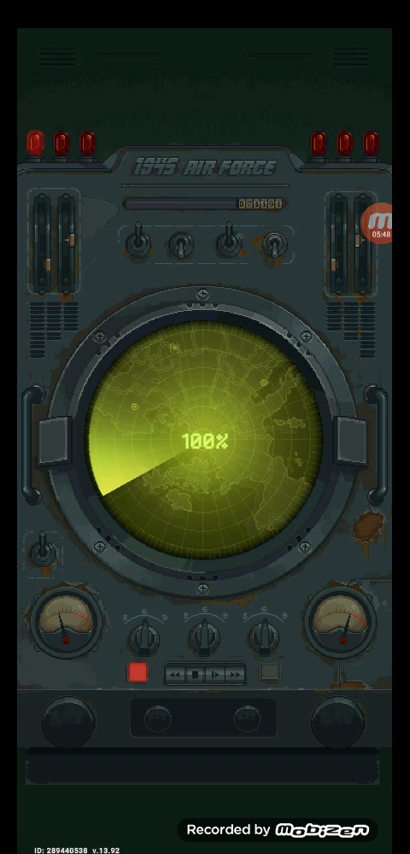 1945 AIR FORCE
05:48
100%
Recorded by mobizen
ID: 289440538 v.13.92